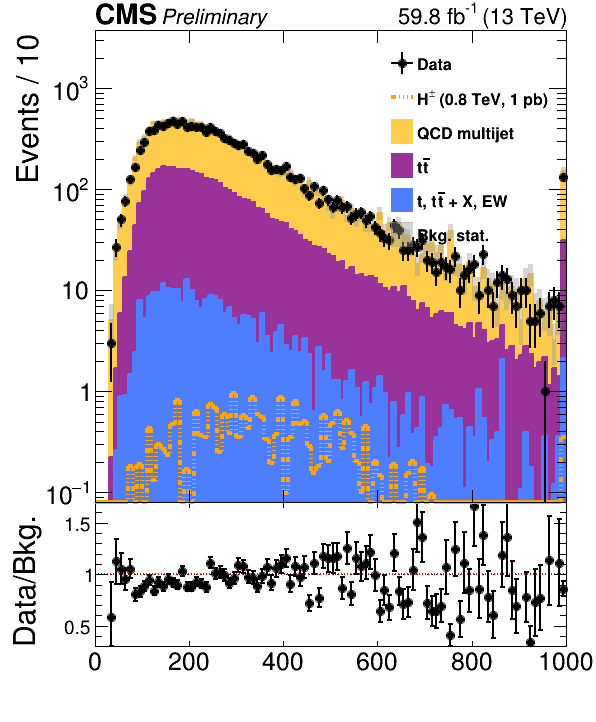 CMS Preliminary 59.8 fb⁻¹ (13 TeV)
Events / 10
10³
10²
10
1
10⁻¹
Data
H± (0.8 TeV, 1 pb)
QCD multijet
tt̄
t, tt̄ + X, EW
Bkg. stat.
Data/Bkg.
1.5
1
0.5
0 200 400 600 800 1000